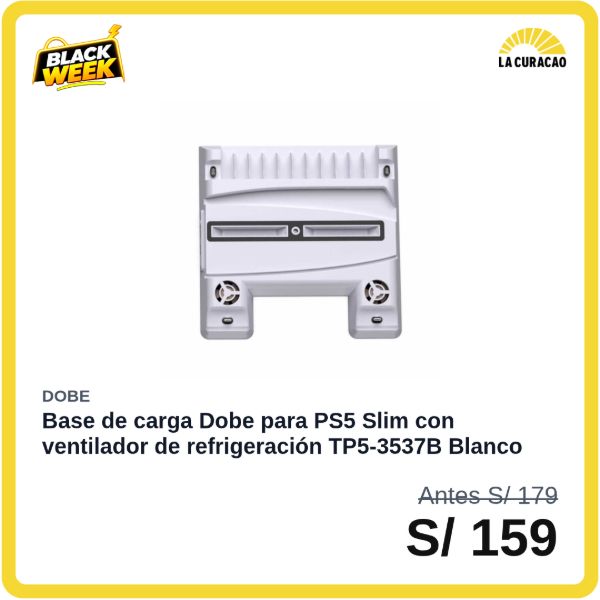 BLACK
WEEK
LA CURACAO
DOBE
Base de carga Dobe para PS5 Slim con
ventilador de refrigeración TP5-3537B Blanco
Antes S/ 179
S/ 159